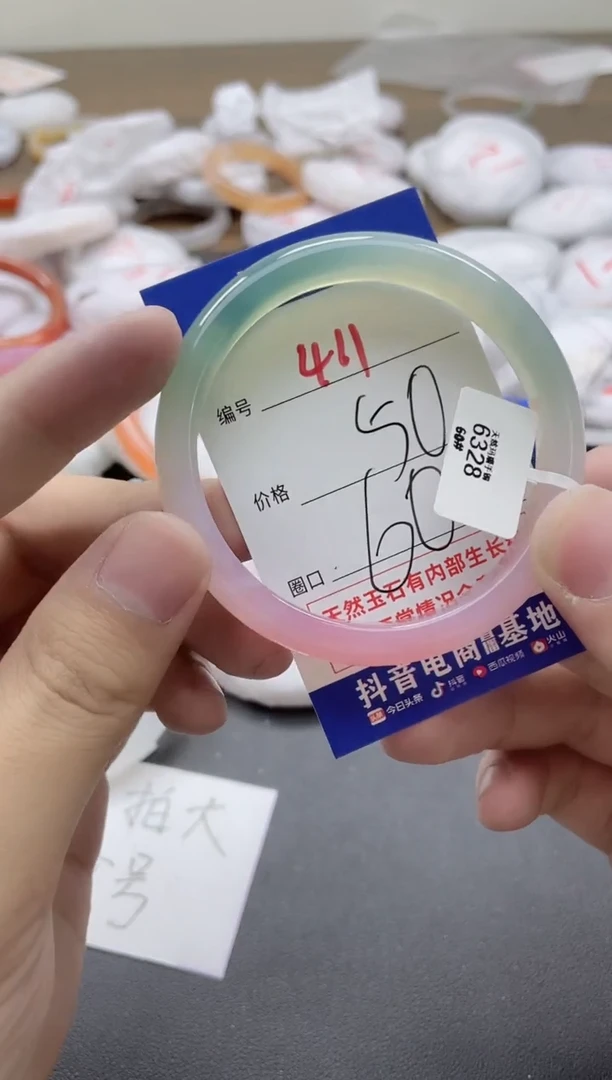 编号 411
价格 50
圈口 60
天然玉石有内部生长
抖音电商基地
今日头条 抖音 西瓜视频 火山
6328
60#
拍大
号